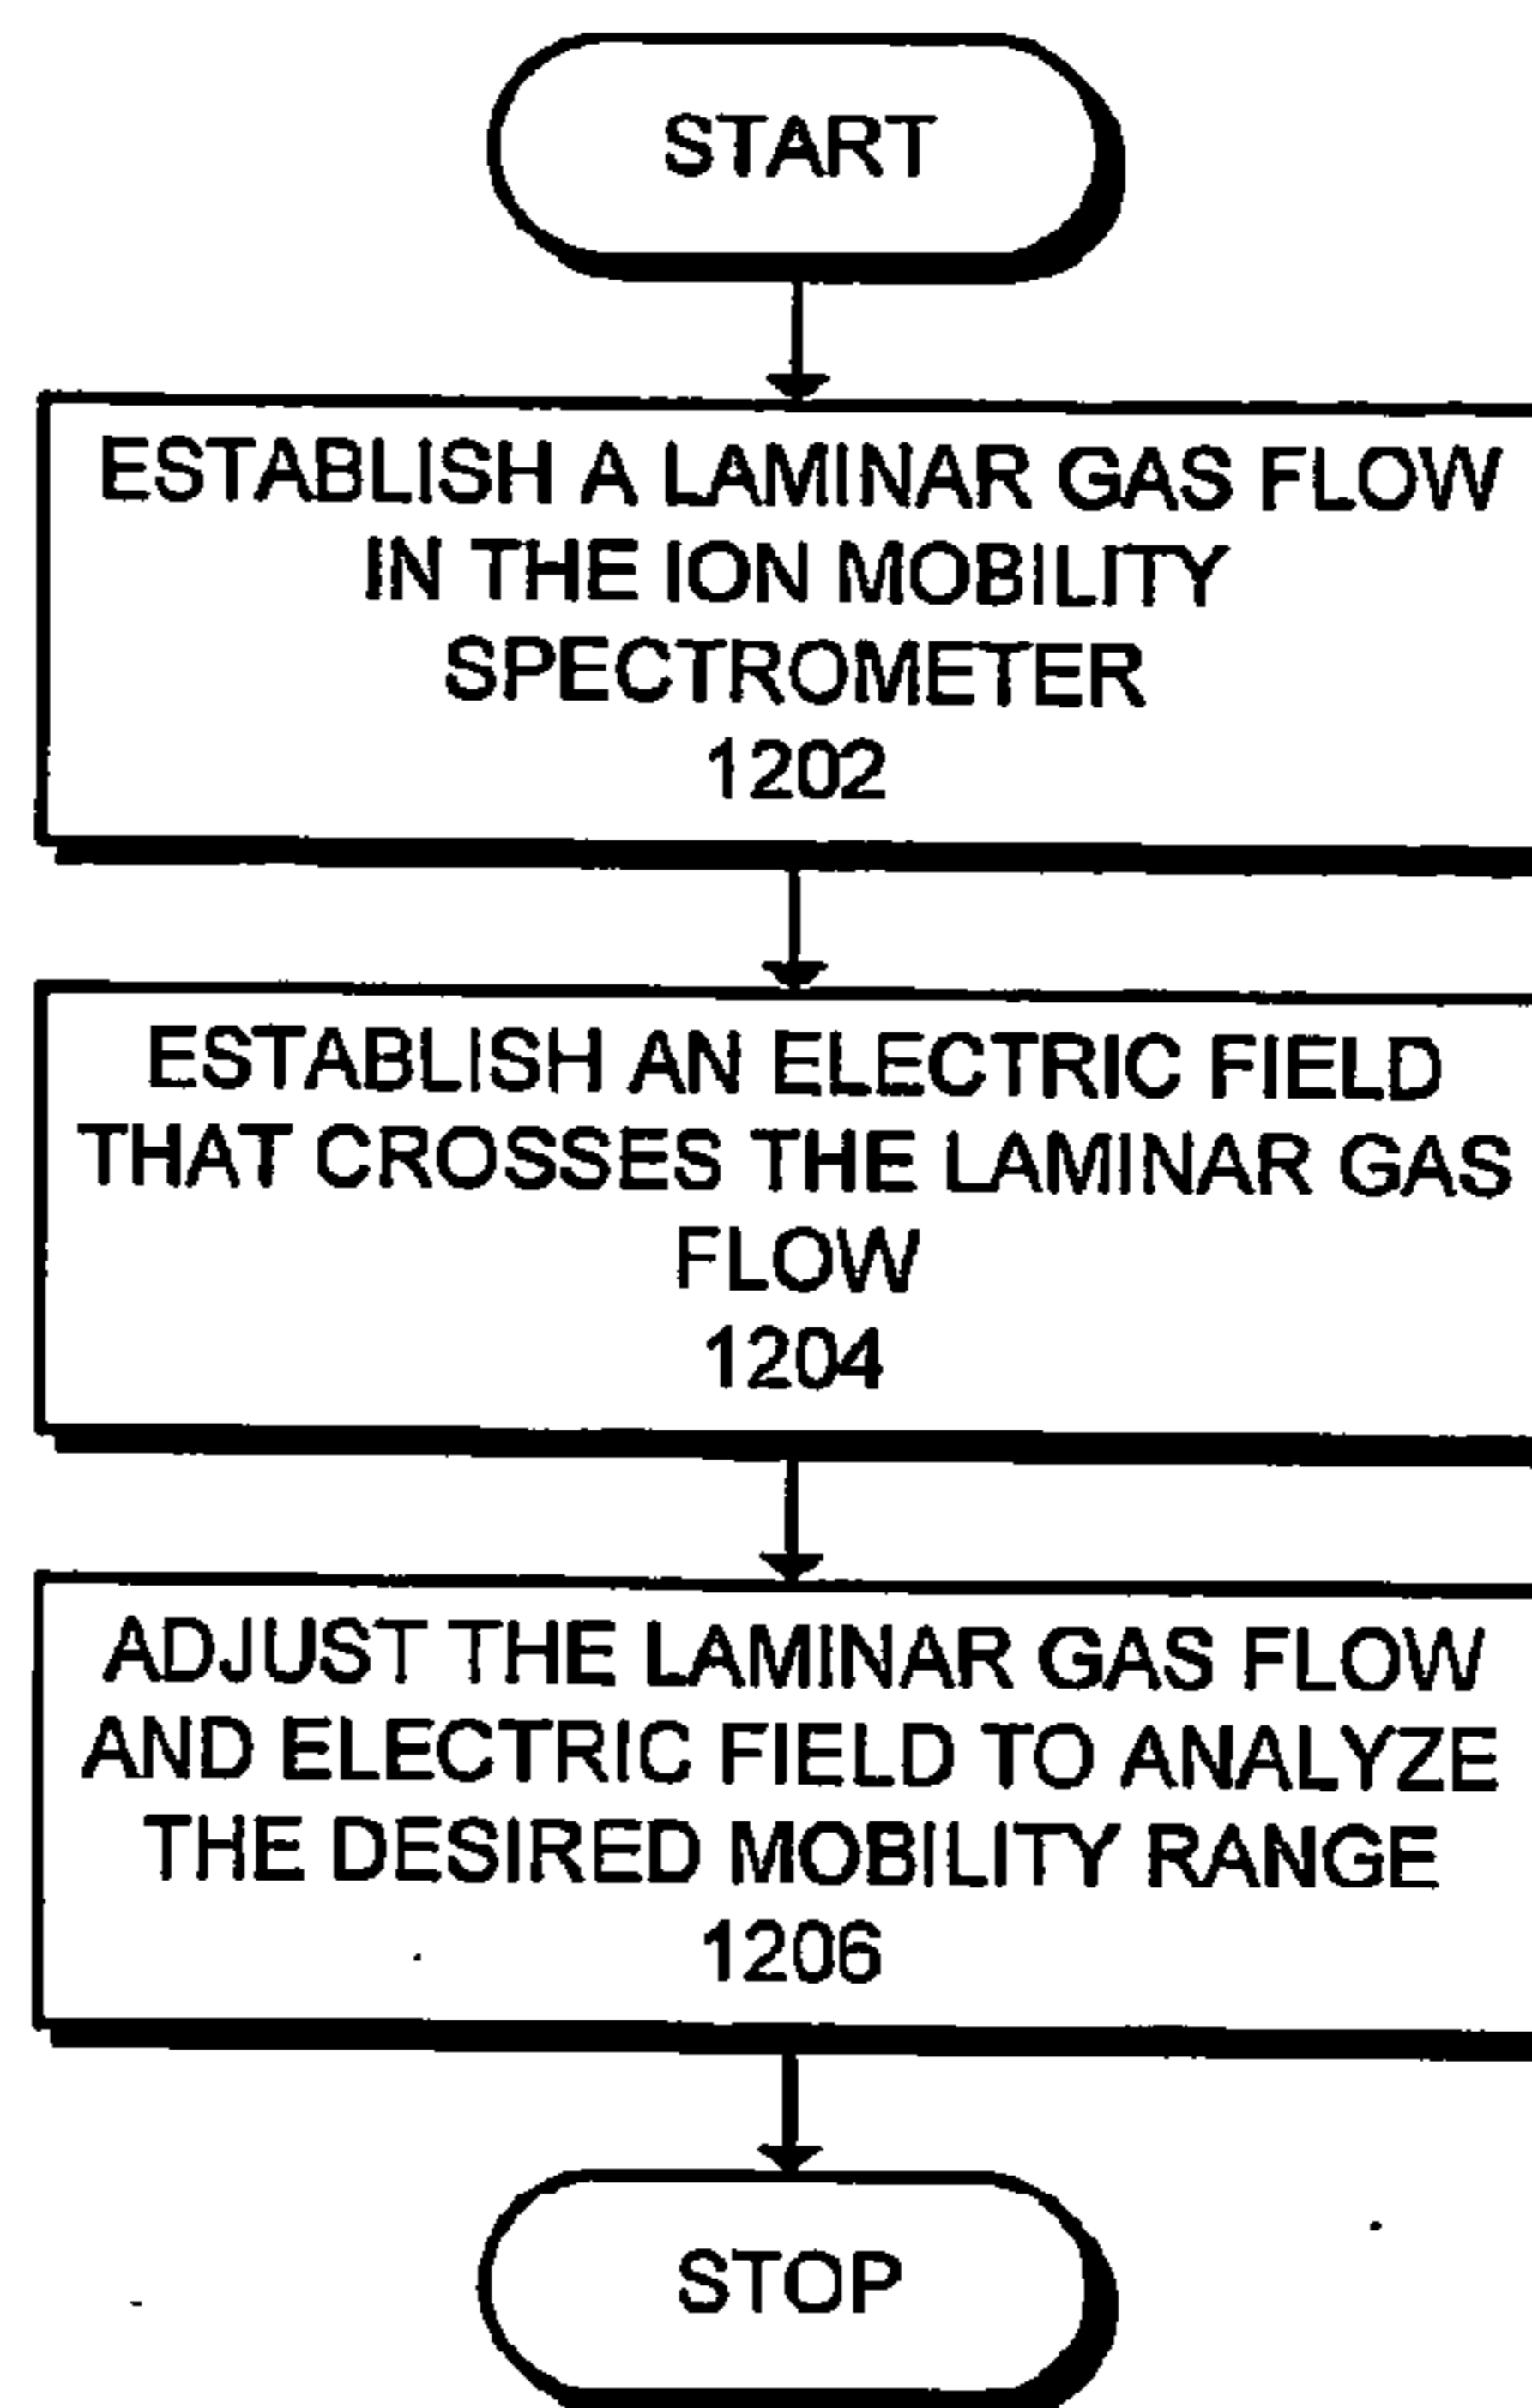 START
ESTABLISH A LAMINAR GAS FLOW
IN THE ION MOBILITY
SPECTROMETER
1202
ESTABLISH AN ELECTRIC FIELD
THAT CROSSES THE LAMINAR GAS
FLOW
1204
ADJUST THE LAMINAR GAS FLOW
AND ELECTRIC FIELD TO ANALYZE
THE DESIRED MOBILITY RANGE
1206
STOP